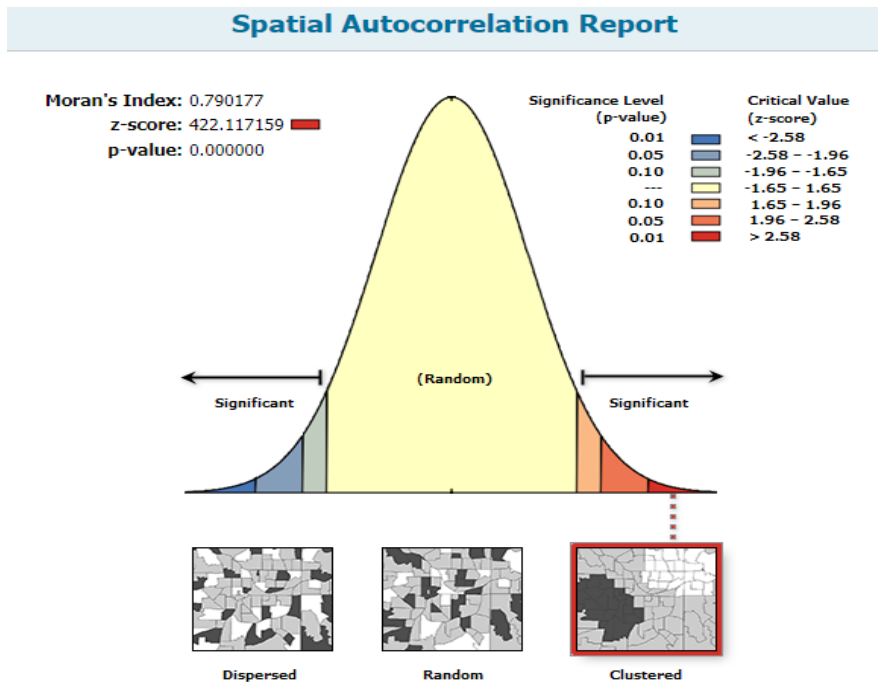 Spatial Autocorrelation Report
Moran's Index: 0.790177
z-score: 422.117159
p-value: 0.000000
Significance Level
(p-value)
Critical Value
(z-score)
0.01 < -2.58
0.05 -2.58 – -1.96
0.10 -1.96 – -1.65
--- -1.65 – 1.65
0.10 1.65 – 1.96
0.05 1.96 – 2.58
0.01 > 2.58
(Random)
Significant
Significant
Dispersed
Random
Clustered